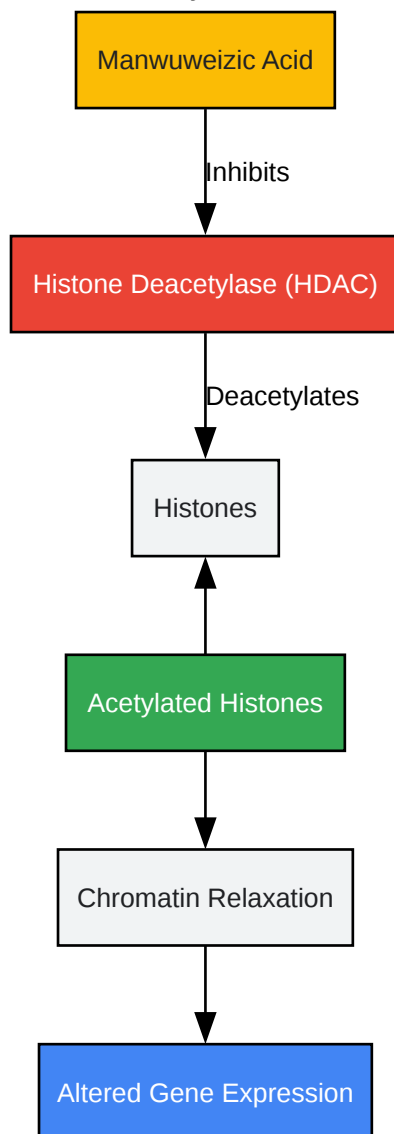 Manwuweizic Acid
Inhibits
Histone Deacetylase (HDAC)
Deacetylates
Histones
Acetylated Histones
Chromatin Relaxation
Altered Gene Expression